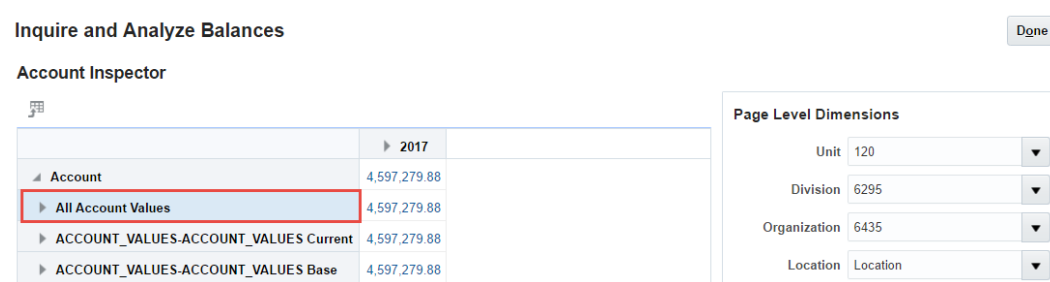 Inquire and Analyze Balances
Done
Account Inspector
Page Level Dimensions
2017
Unit 120
Account 4,597,279.88
Division 6295
All Account Values 4,597,279.88
Organization 6435
ACCOUNT_VALUES-ACCOUNT_VALUES Current 4,597,279.88
Location Location
ACCOUNT_VALUES-ACCOUNT_VALUES Base 4,597,279.88